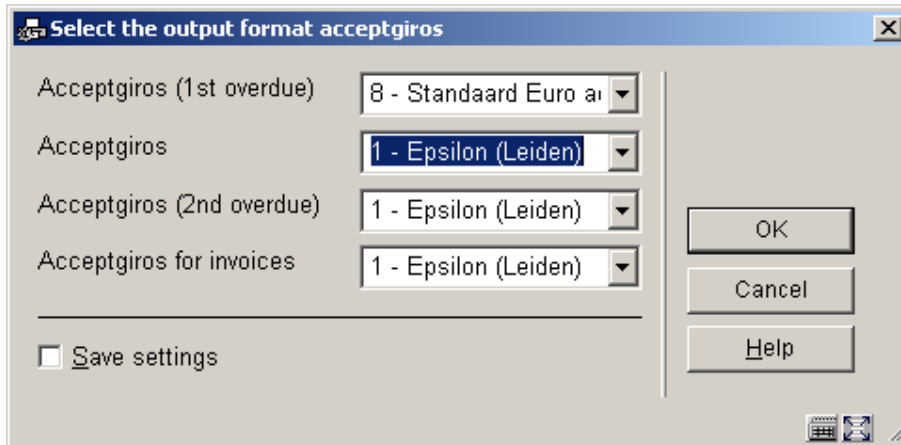 Select the output format acceptgiros
Acceptgiros (1st overdue) 8 - Standaard Euro
Acceptgiros 1 - Epsilon (Leiden)
Acceptgiros (2nd overdue) 1 - Epsilon (Leiden)
Acceptgiros for invoices 1 - Epsilon (Leiden)
OK
Cancel
Help
Save settings